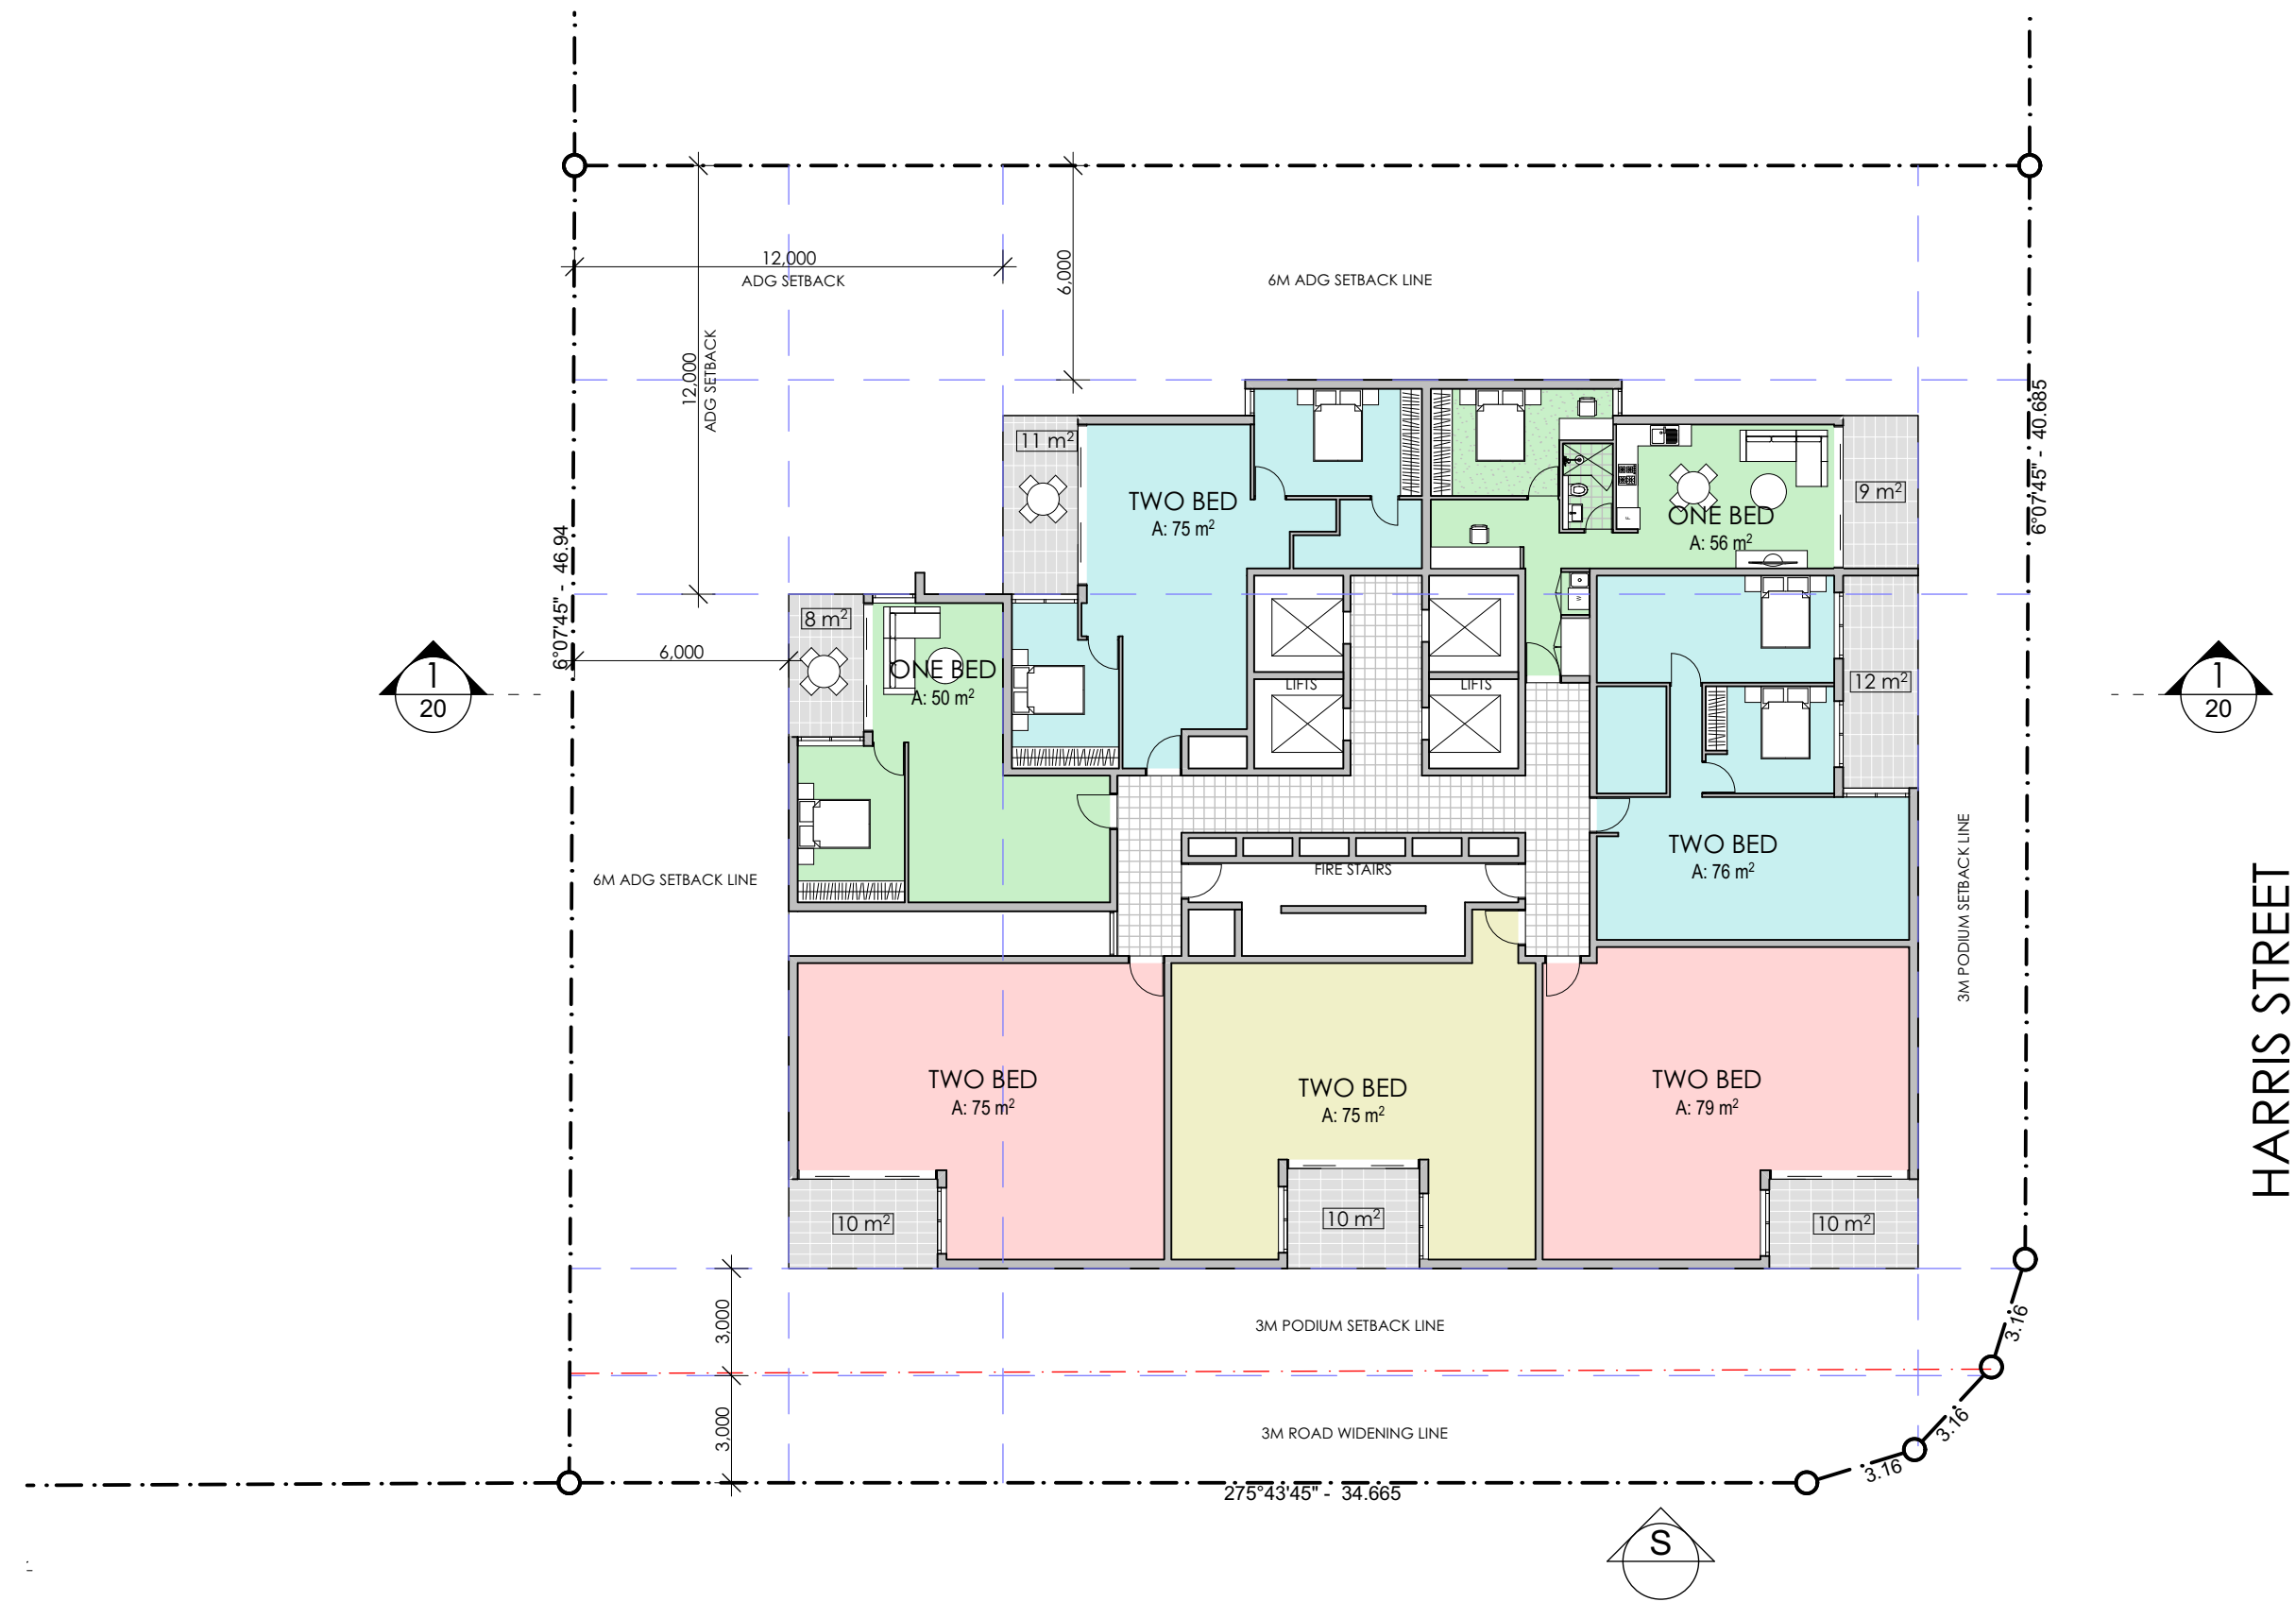 12,000
ADG SETBACK
6,000
6M ADG SETBACK LINE
12,000
ADG SETBACK
6°07'45" - 40.685
11 m²
TWO BED
A: 75 m²
9 m²
ONE BED
A: 56 m²
F
W
6°07'45" - 46.94
8 m²
6,000
ONE BED
A: 50 m²
LIFTS
LIFTS
12 m²
1
20
1
20
TWO BED
A: 76 m²
FIRE STAIRS
6M ADG SETBACK LINE
3M PODIUM SETBACK LINE
HARRIS STREET
TWO BED
A: 75 m²
TWO BED
A: 75 m²
TWO BED
A: 79 m²
10 m²
10 m²
10 m²
3,000
3M PODIUM SETBACK LINE
3.16
3,000
3M ROAD WIDENING LINE
3.16
3.16
275°43'45" - 34.665
S